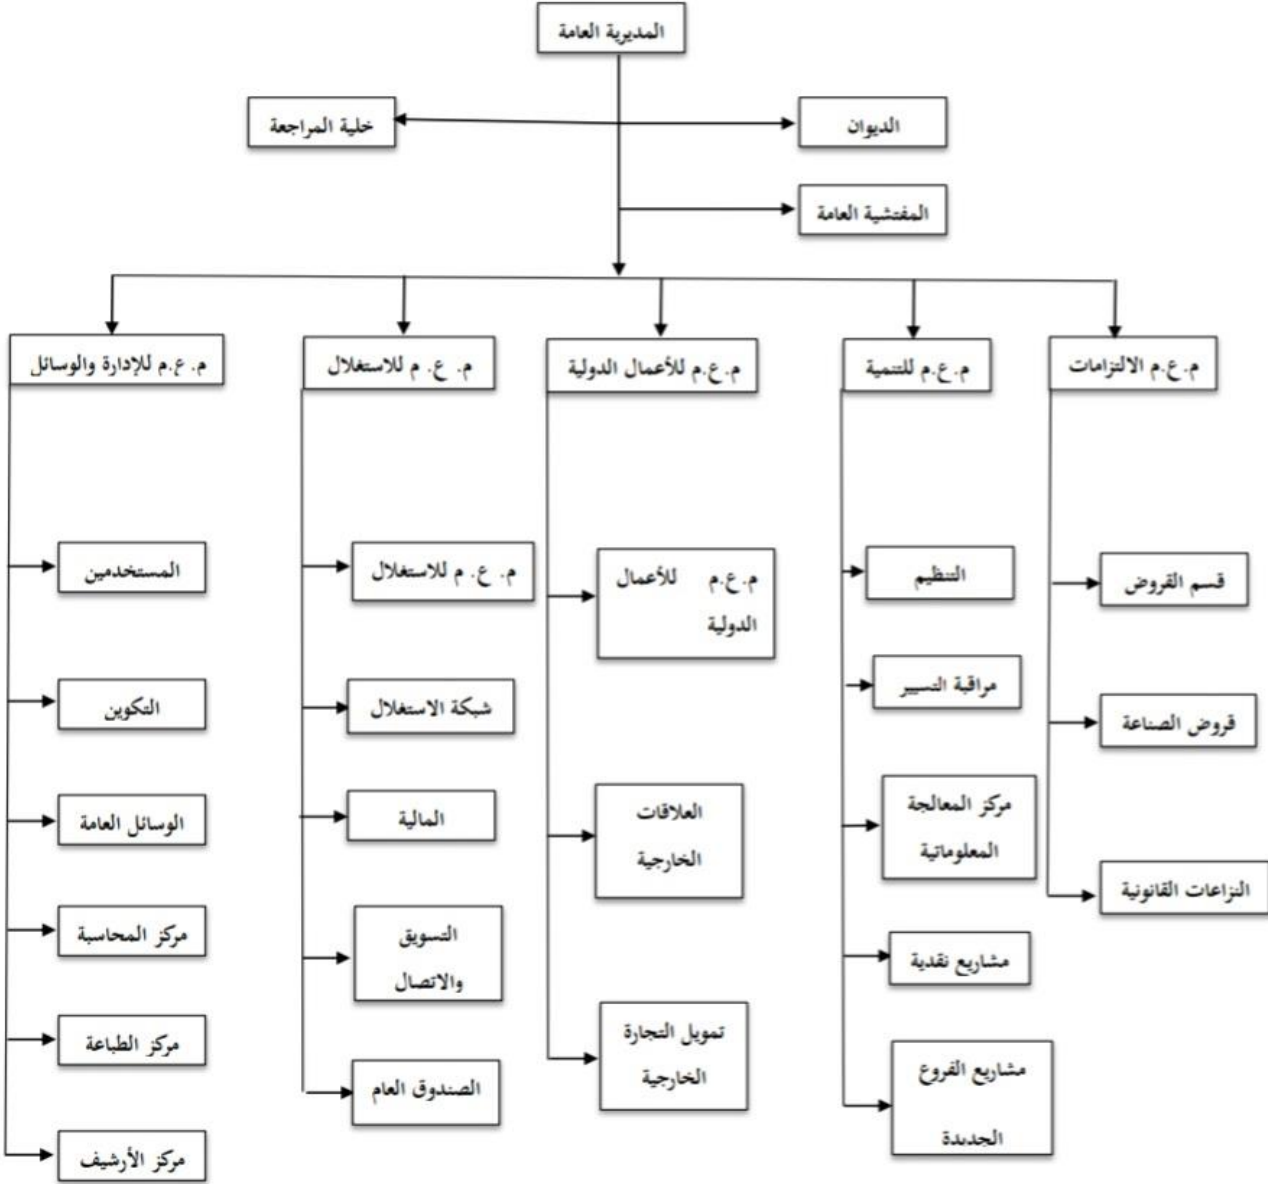 المديرية العامة
الديوان
خلية المراجعة
المفتشية العامة
م.ع.م الالتزامات
م.ع.م للتنمية
م.ع.م للأعمال الدولية
م. ع. م للاستغلال
م. ع.م للإدارة والوسائل
قسم القروض
قروض الصناعة
النزاعات القانونية
التنظيم
مراقبة التسيير
مركز المعالجة
المعلوماتية
مشاريع نقدية
مشاريع الفروع
الجديدة
م.ع.م للأعمال
الدولية
العلاقات
الخارجية
تمويل التجارة
الخارجية
م. ع. م للاستغلال
شبكة الاستغلال
المالية
التسويق
والاتصال
الصندوق العام
المستخدمين
التكوين
الوسائل العامة
مركز المحاسبة
مركز الطباعة
مركز الأرشيف